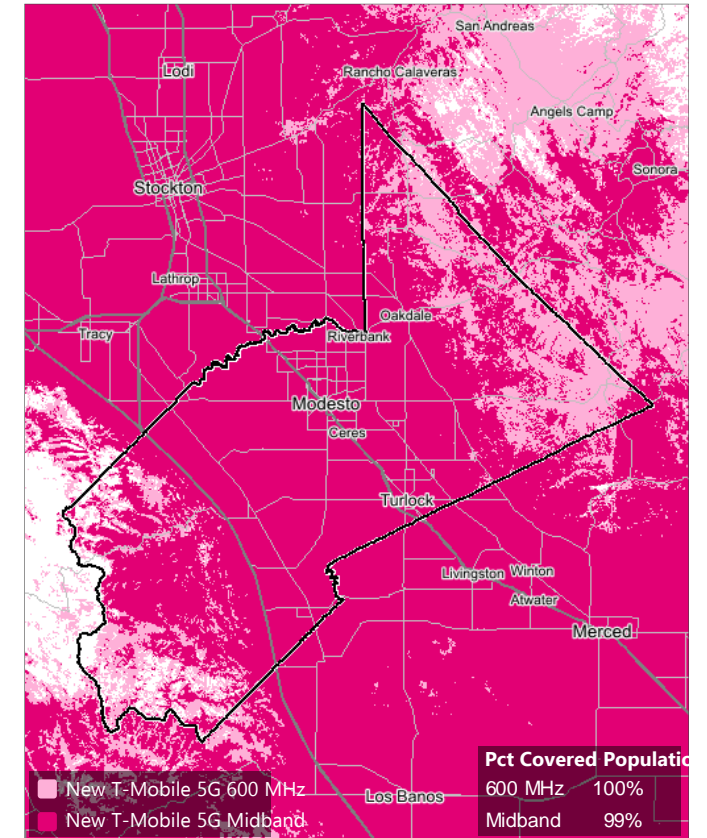 San Andreas
Lodi
Rancho Calaveras
Angels Camp
Sonora
Stockton
Lathrop
Oakdale
Tracy
Riverbank
Modesto
Ceres
Turlock
Livingston
Winton
Atwater
Merced
Los Banos
New T-Mobile 5G 600 MHz
New T-Mobile 5G Midband
Pct Covered Populatio
600 MHz 100%
Midband 99%